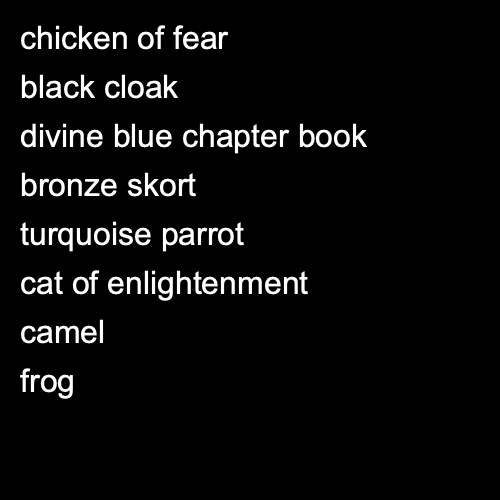 chicken of fear
black cloak
divine blue chapter book
bronze skort
turquoise parrot
cat of enlightenment
camel
frog